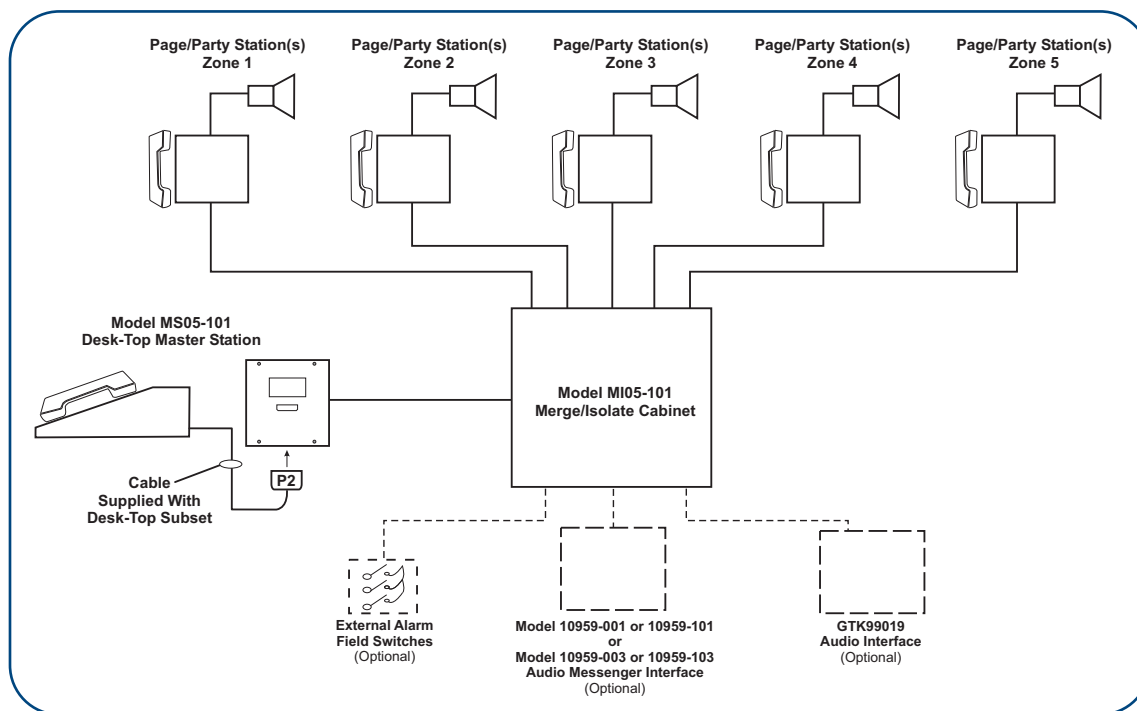 Page/Party Station(s)
Zone 1
Page/Party Station(s)
Zone 2
Page/Party Station(s)
Zone 3
Page/Party Station(s)
Zone 4
Page/Party Station(s)
Zone 5
Model MS05-101
Desk-Top Master Station
Model MI05-101
Merge/Isolate Cabinet
P2
Cable
Supplied With
Desk-Top Subset
External Alarm
Field Switches
(Optional)
Model 10959-001 or 10959-101
or
Model 10959-003 or 10959-103
Audio Messenger Interface
(Optional)
GTK99019
Audio Interface
(Optional)